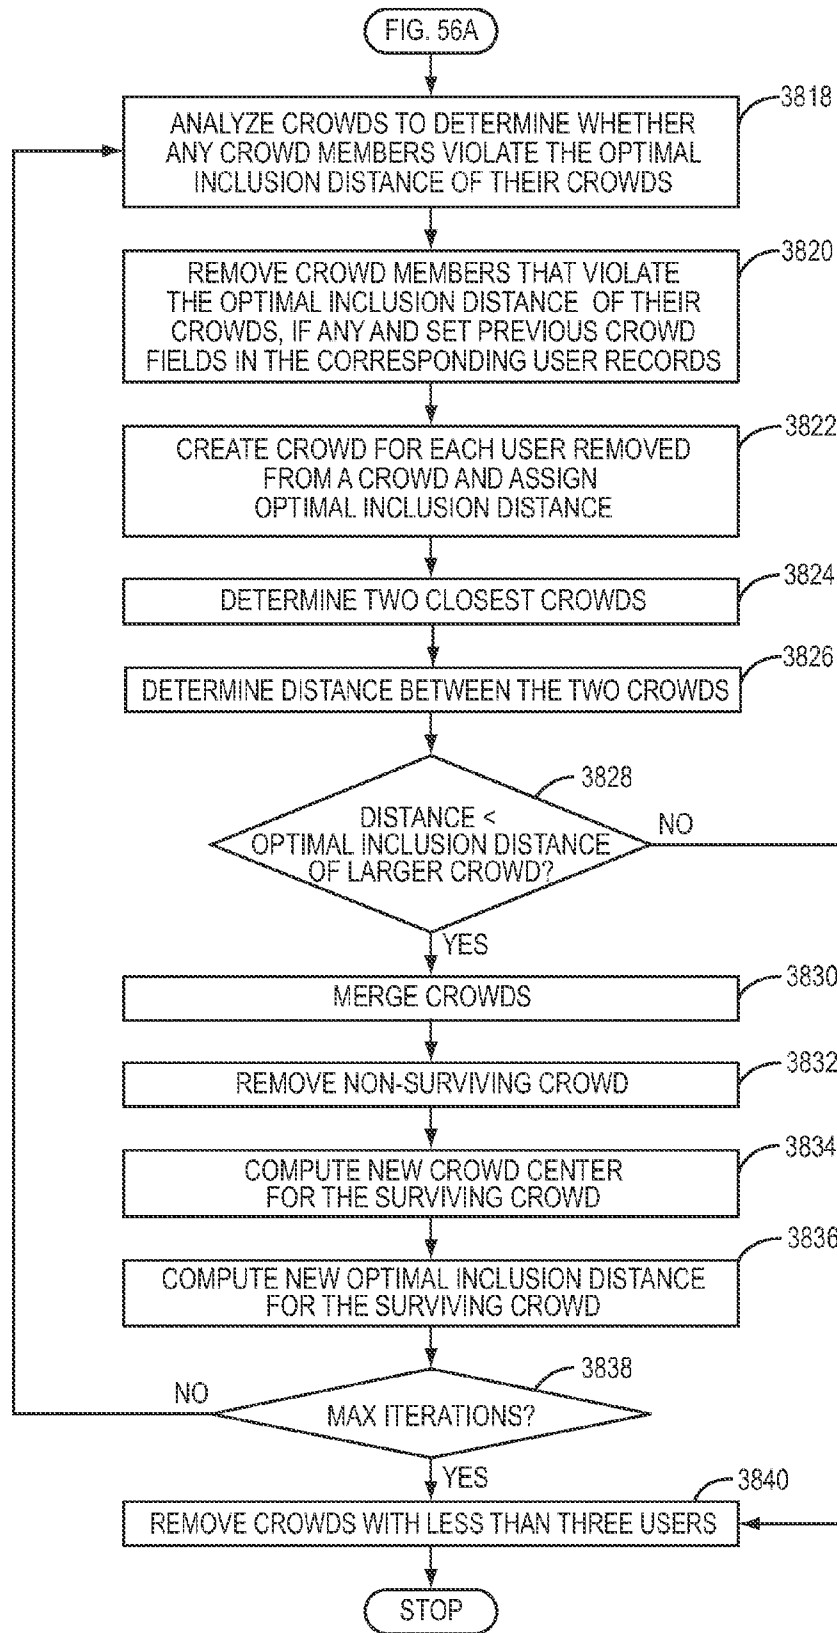 FIG. 56A
3818
ANALYZE CROWDS TO DETERMINE WHETHER
ANY CROWD MEMBERS VIOLATE THE OPTIMAL
INCLUSION DISTANCE OF THEIR CROWDS
3820
REMOVE CROWD MEMBERS THAT VIOLATE
THE OPTIMAL INCLUSION DISTANCE OF THEIR
CROWDS, IF ANY AND SET PREVIOUS CROWD
FIELDS IN THE CORRESPONDING USER RECORDS
3822
CREATE CROWD FOR EACH USER REMOVED
FROM A CROWD AND ASSIGN
OPTIMAL INCLUSION DISTANCE
3824
DETERMINE TWO CLOSEST CROWDS
3826
DETERMINE DISTANCE BETWEEN THE TWO CROWDS
3828
DISTANCE <
OPTIMAL INCLUSION DISTANCE
OF LARGER CROWD?
NO
YES
3830
MERGE CROWDS
3832
REMOVE NON-SURVIVING CROWD
3834
COMPUTE NEW CROWD CENTER
FOR THE SURVIVING CROWD
3836
COMPUTE NEW OPTIMAL INCLUSION DISTANCE
FOR THE SURVIVING CROWD
3838
NO
MAX ITERATIONS?
YES
3840
REMOVE CROWDS WITH LESS THAN THREE USERS
STOP